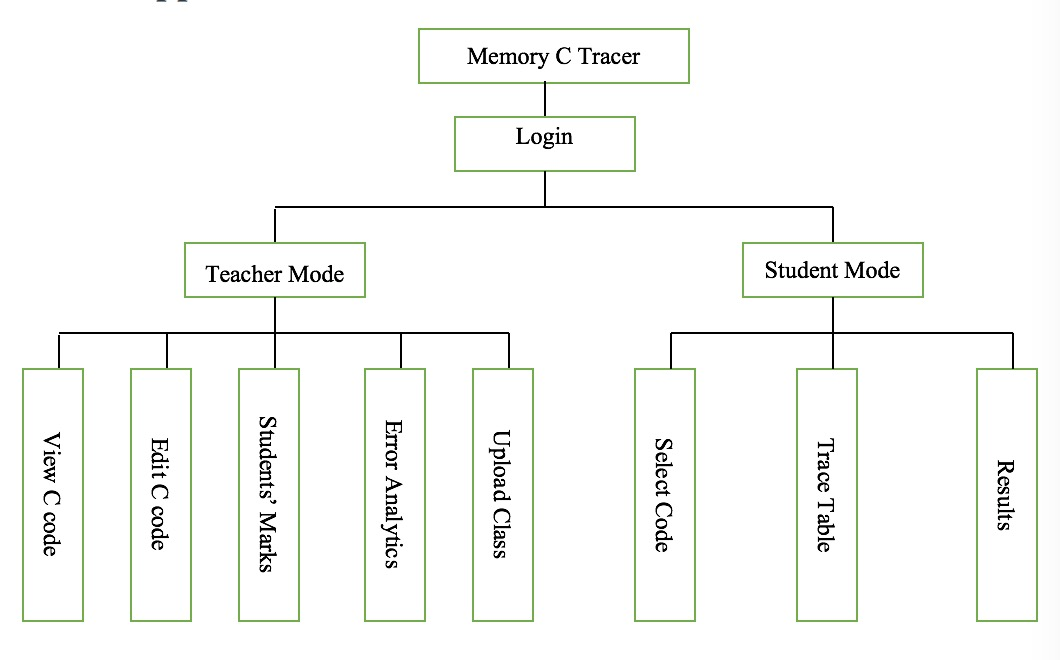 Memory C Tracer
Login
Teacher Mode
Student Mode
View C code
Edit C code
Students’ Marks
Error Analytics
Upload Class
Select Code
Trace Table
Results